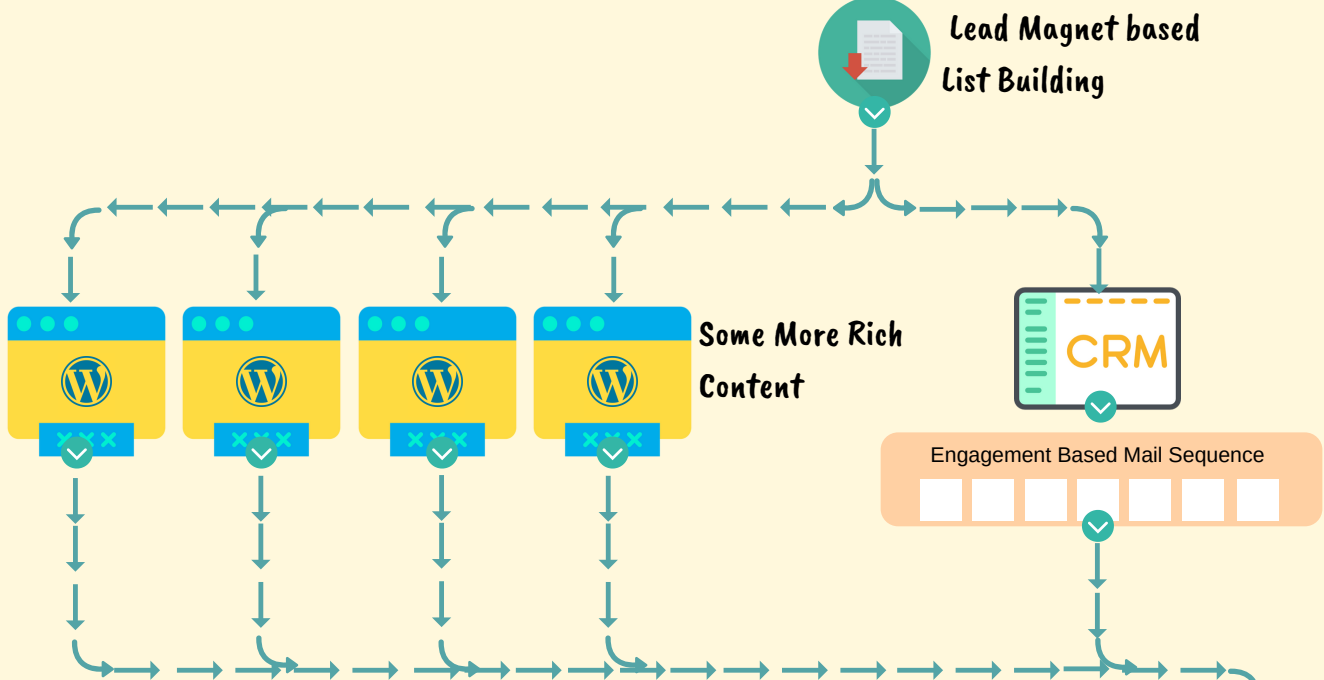 Lead Magnet based
List Building
Some More Rich
Content
CRM
Engagement Based Mail Sequence